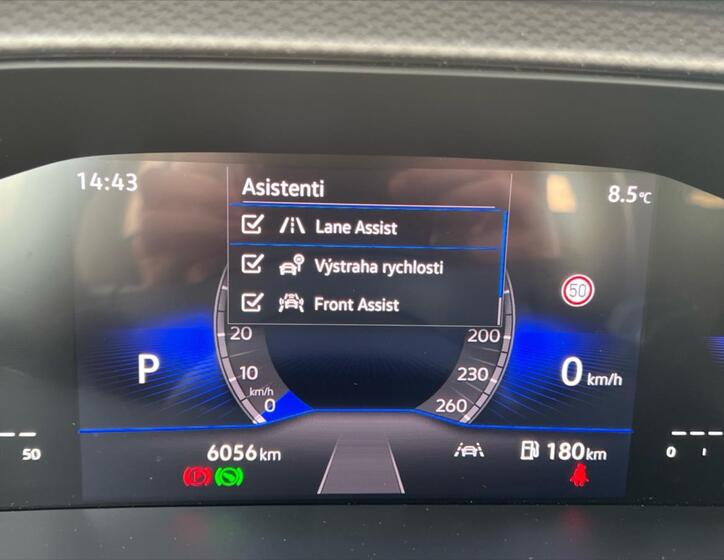 14:43
Asistenti
8.5°C
Lane Assist
Výstraha rychlosti
Front Assist
50
20
200
P
10
230
0 km/h
km/h
0
260
50
6056 km
180 km
0